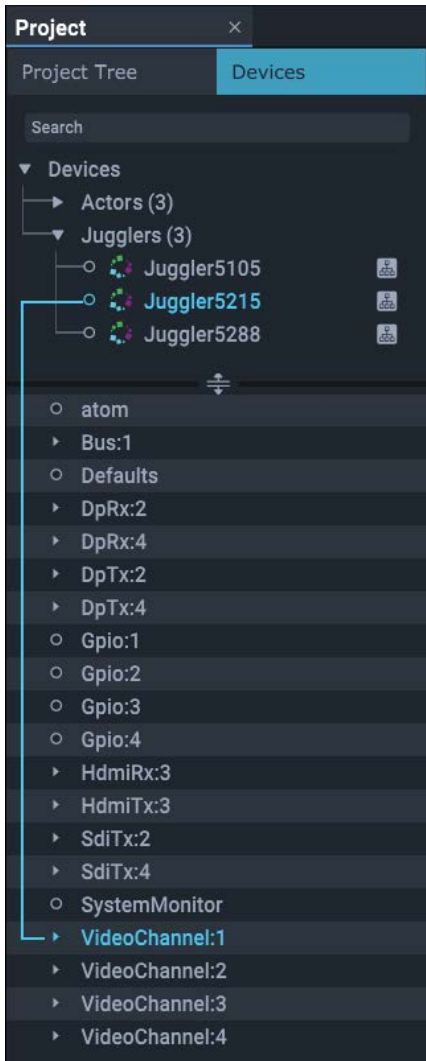 Project ×
Project Tree Devices
Search
Devices
Actors (3)
Jugglers (3)
Juggler5105
Juggler5215
Juggler5288
atom
Bus:1
Defaults
DpRx:2
DpRx:4
DpTx:2
DpTx:4
Gpio:1
Gpio:2
Gpio:3
Gpio:4
HdmiRx:3
HdmiTx:3
SdiTx:2
SdiTx:4
SystemMonitor
VideoChannel:1
VideoChannel:2
VideoChannel:3
VideoChannel:4